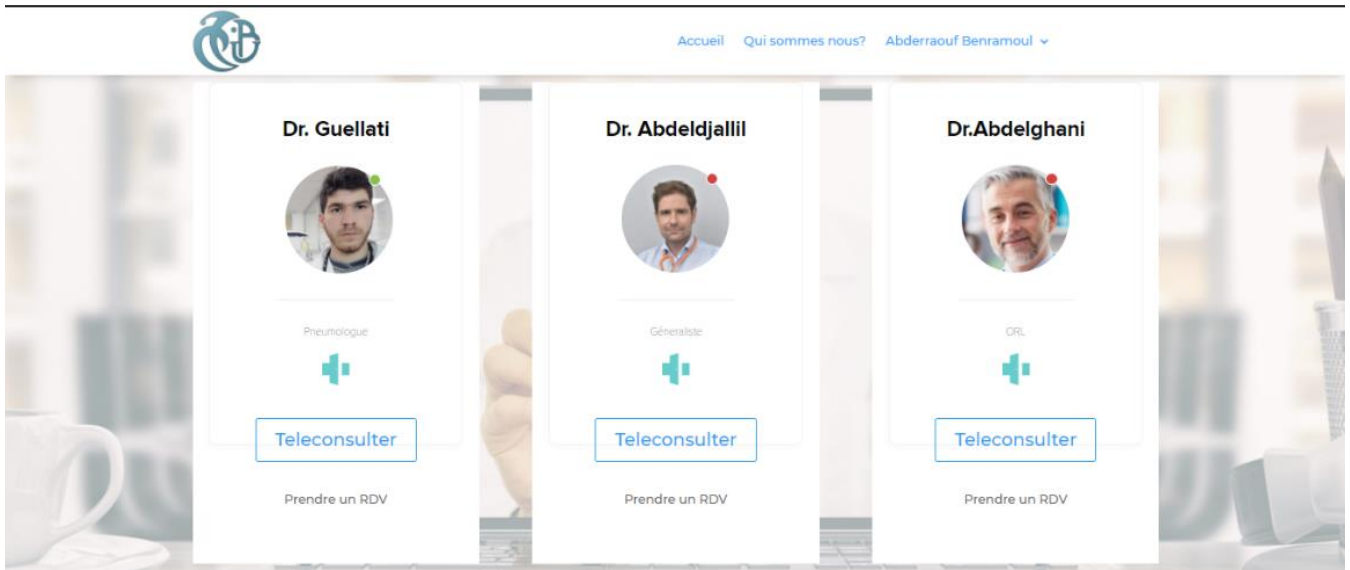 Accueil Qui sommes nous? Abderraouf Benramoul
Dr. Guellati
Pneumologue
Teleconsulter
Prendre un RDV
Dr. Abdeldjallil
Géneraliste
Teleconsulter
Prendre un RDV
Dr.Abdelghani
ORL
Teleconsulter
Prendre un RDV